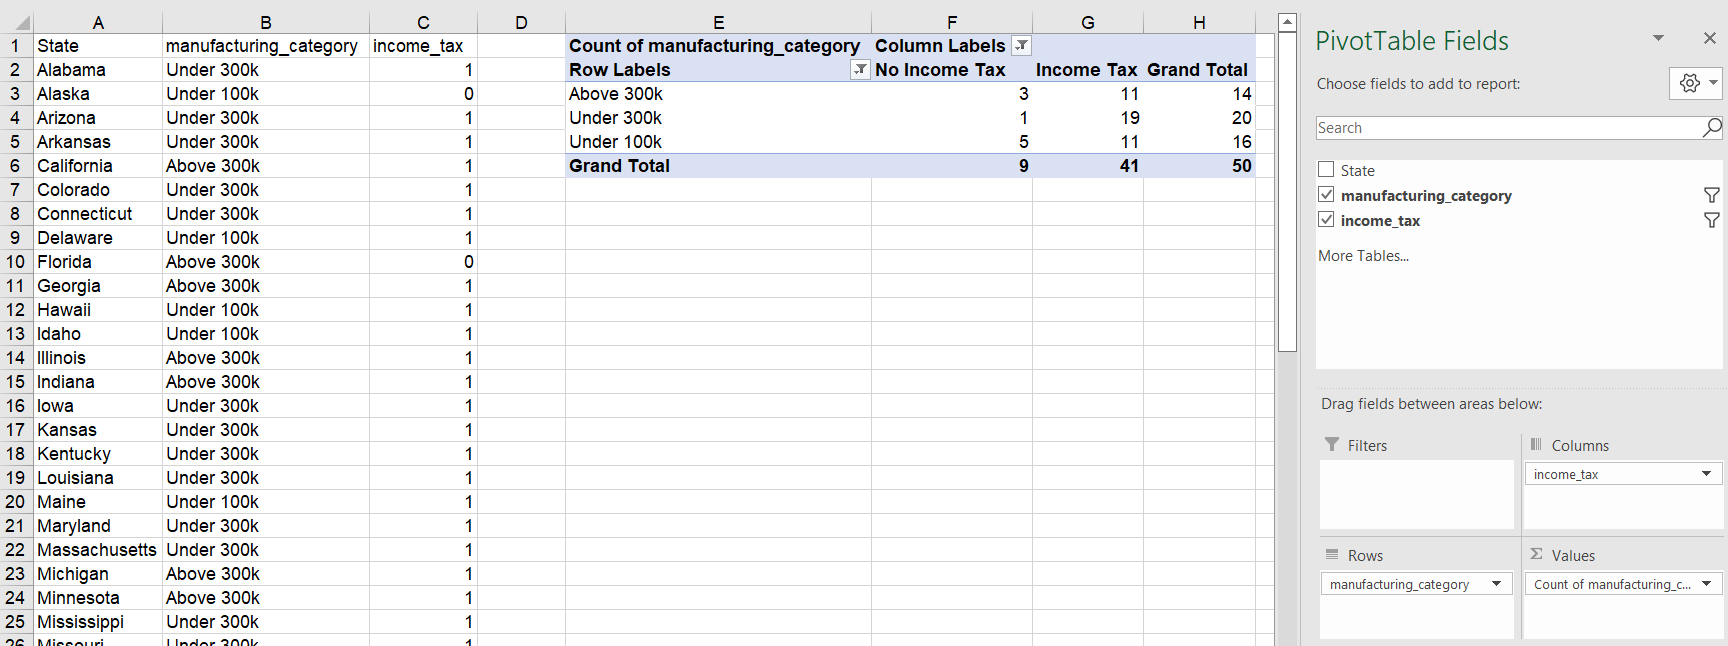 A B C D E F G H
1 State manufacturing_category income_tax Count of manufacturing_category Column Labels
2 Alabama Under 300k 1 Row Labels No Income Tax Income Tax Grand Total
3 Alaska Under 100k 0 Above 300k 3 11 14
4 Arizona Under 300k 1 Under 300k 1 19 20
5 Arkansas Under 300k 1 Under 100k 5 11 16
6 California Above 300k 1 Grand Total 9 41 50
7 Colorado Under 300k 1
8 Connecticut Under 300k 1
9 Delaware Under 100k 1
10 Florida Above 300k 0
11 Georgia Above 300k 1
12 Hawaii Under 100k 1
13 Idaho Under 100k 1
14 Illinois Above 300k 1
15 Indiana Above 300k 1
16 Iowa Under 300k 1
17 Kansas Under 300k 1
18 Kentucky Under 300k 1
19 Louisiana Under 300k 1
20 Maine Under 100k 1
21 Maryland Under 300k 1
22 Massachusetts Under 300k 1
23 Michigan Above 300k 1
24 Minnesota Above 300k 1
25 Mississippi Under 300k 1
26 Missouri Under 300k 1
PivotTable Fields
Choose fields to add to report:
Search
State
manufacturing_category
income_tax
More Tables...
Drag fields between areas below:
Filters
Columns
income_tax
Rows
manufacturing_category
Σ Values
Count of manufacturing_c...